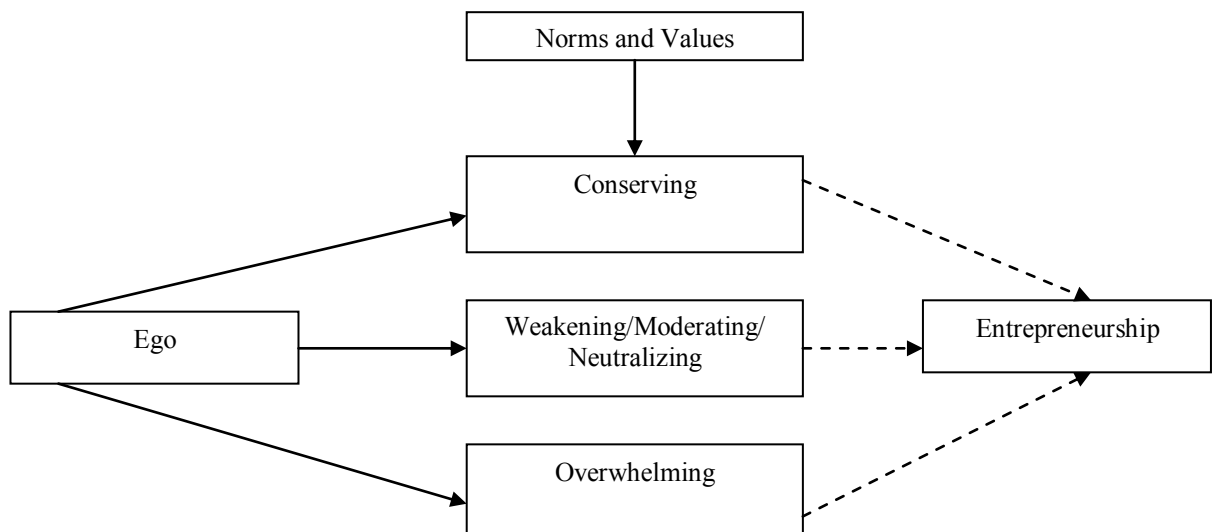 Norms and Values
Conserving
Ego
Weakening/Moderating/
Neutralizing
Entrepreneurship
Overwhelming